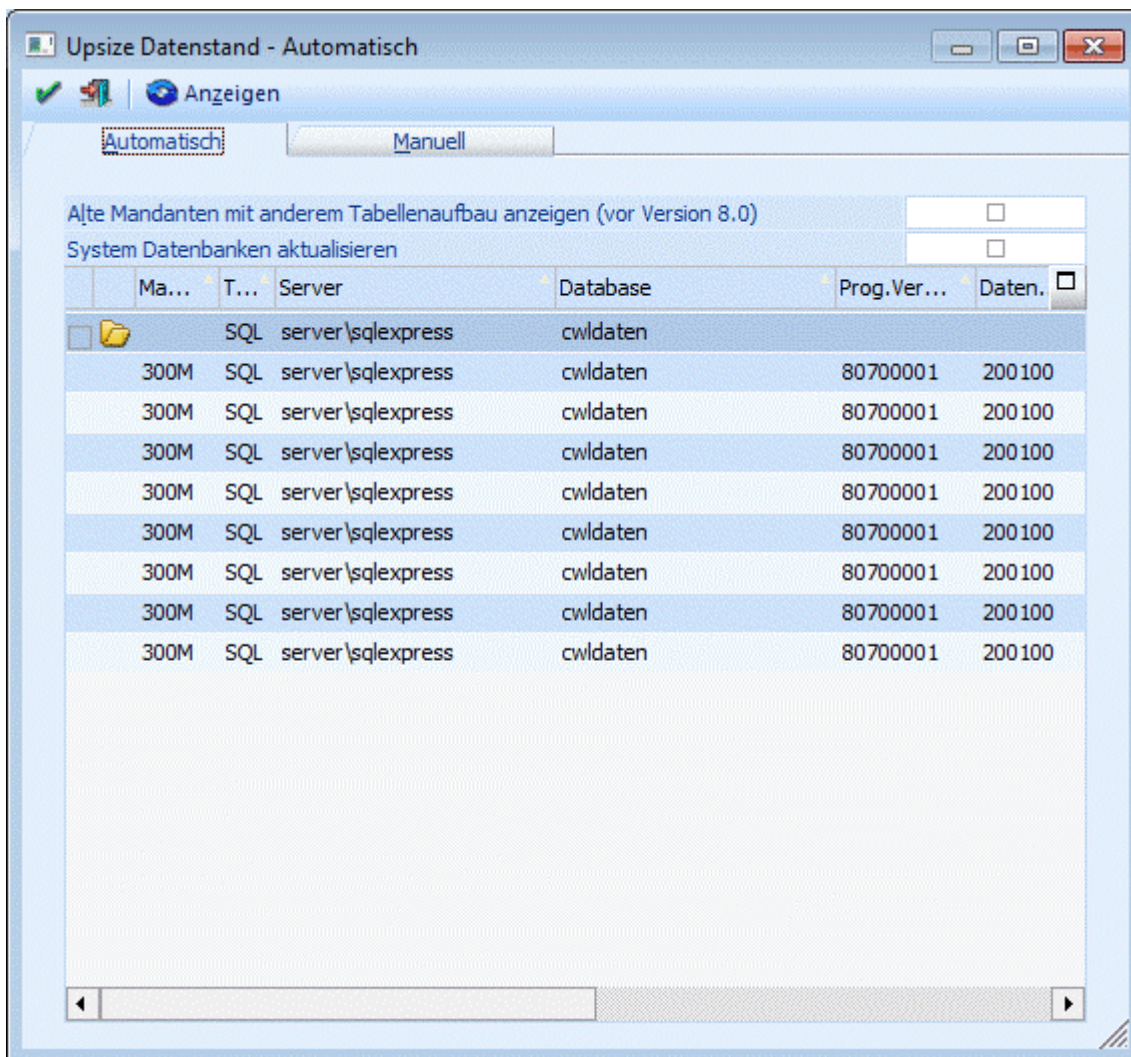 Upsize Datenstand - Automatisch
Anzeigen
Automatisch Manuell
Alte Mandanten mit anderem Tabellenaufbau anzeigen (vor Version 8.0)
System Datenbanken aktualisieren
Ma... T... Server Database Prog.Ver... Daten.
SQL server\sqlexpress cwldaten
300M SQL server\sqlexpress cwldaten 80700001 200100
300M SQL server\sqlexpress cwldaten 80700001 200100
300M SQL server\sqlexpress cwldaten 80700001 200100
300M SQL server\sqlexpress cwldaten 80700001 200100
300M SQL server\sqlexpress cwldaten 80700001 200100
300M SQL server\sqlexpress cwldaten 80700001 200100
300M SQL server\sqlexpress cwldaten 80700001 200100
300M SQL server\sqlexpress cwldaten 80700001 200100